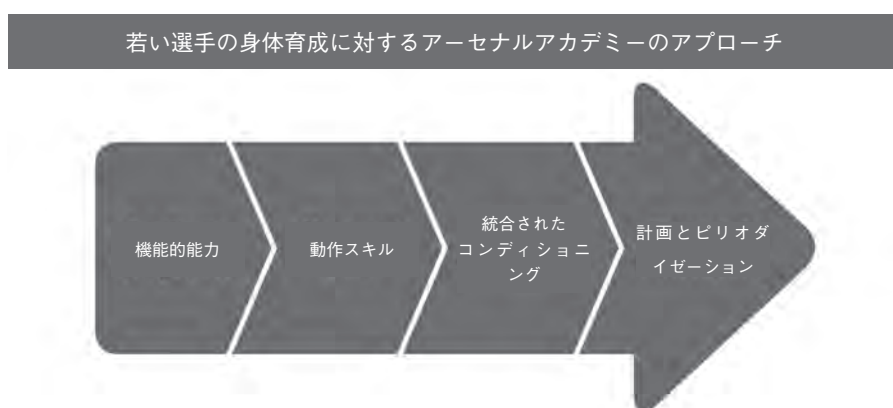 若い選手の身体育成に対するアーセナルアカデミーのアプローチ
機能的能力
動作スキル
統合された
コンディショニ
ング
計画とピリオダ
イゼーション